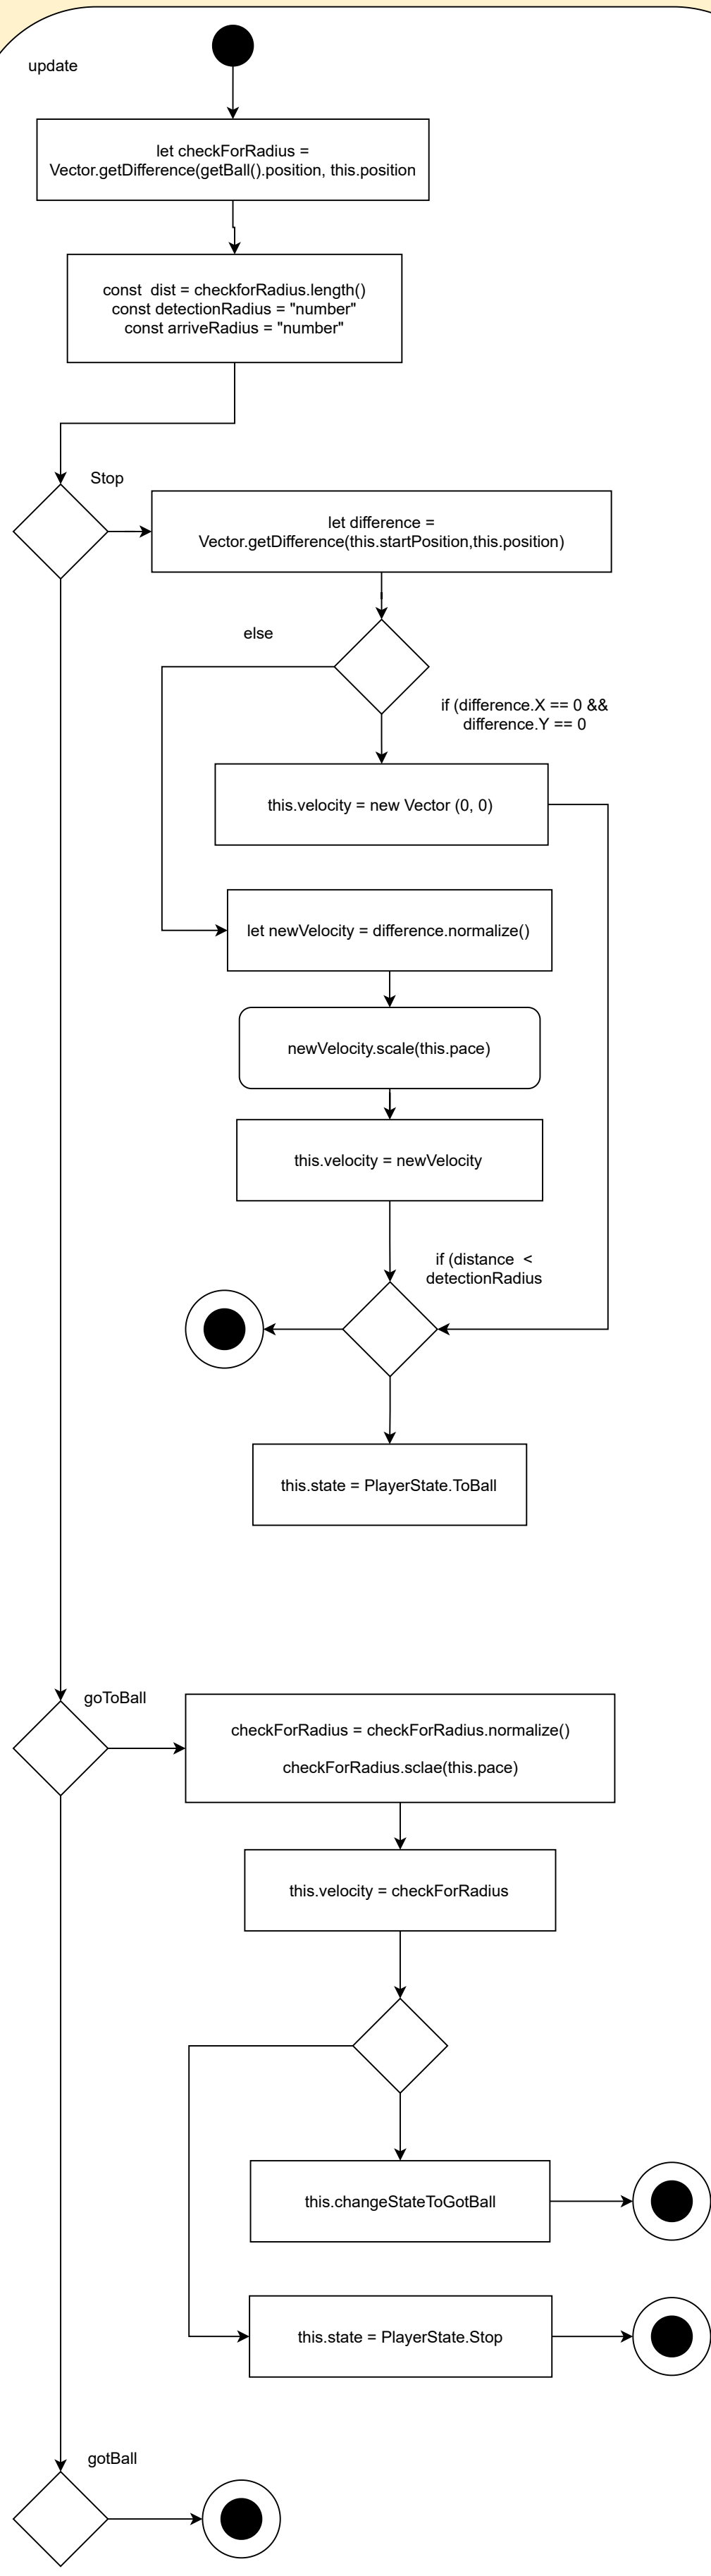 update
let checkForRadius =
Vector.getDifference(getBall().position, this.position
const  dist = checkforRadius.length()
const detectionRadius = "number"
const arriveRadius = "number"
Stop
let difference =
Vector.getDifference(this.startPosition,this.position)
else
if (difference.X == 0 &&
difference.Y == 0
this.velocity = new Vector (0, 0)
let newVelocity = difference.normalize()
newVelocity.scale(this.pace)
this.velocity = newVelocity
if (distance  <
detectionRadius
this.state = PlayerState.ToBall
goToBall
checkForRadius = checkForRadius.normalize()
checkForRadius.sclae(this.pace)
this.velocity = checkForRadius
this.changeStateToGotBall
this.state = PlayerState.Stop
gotBall